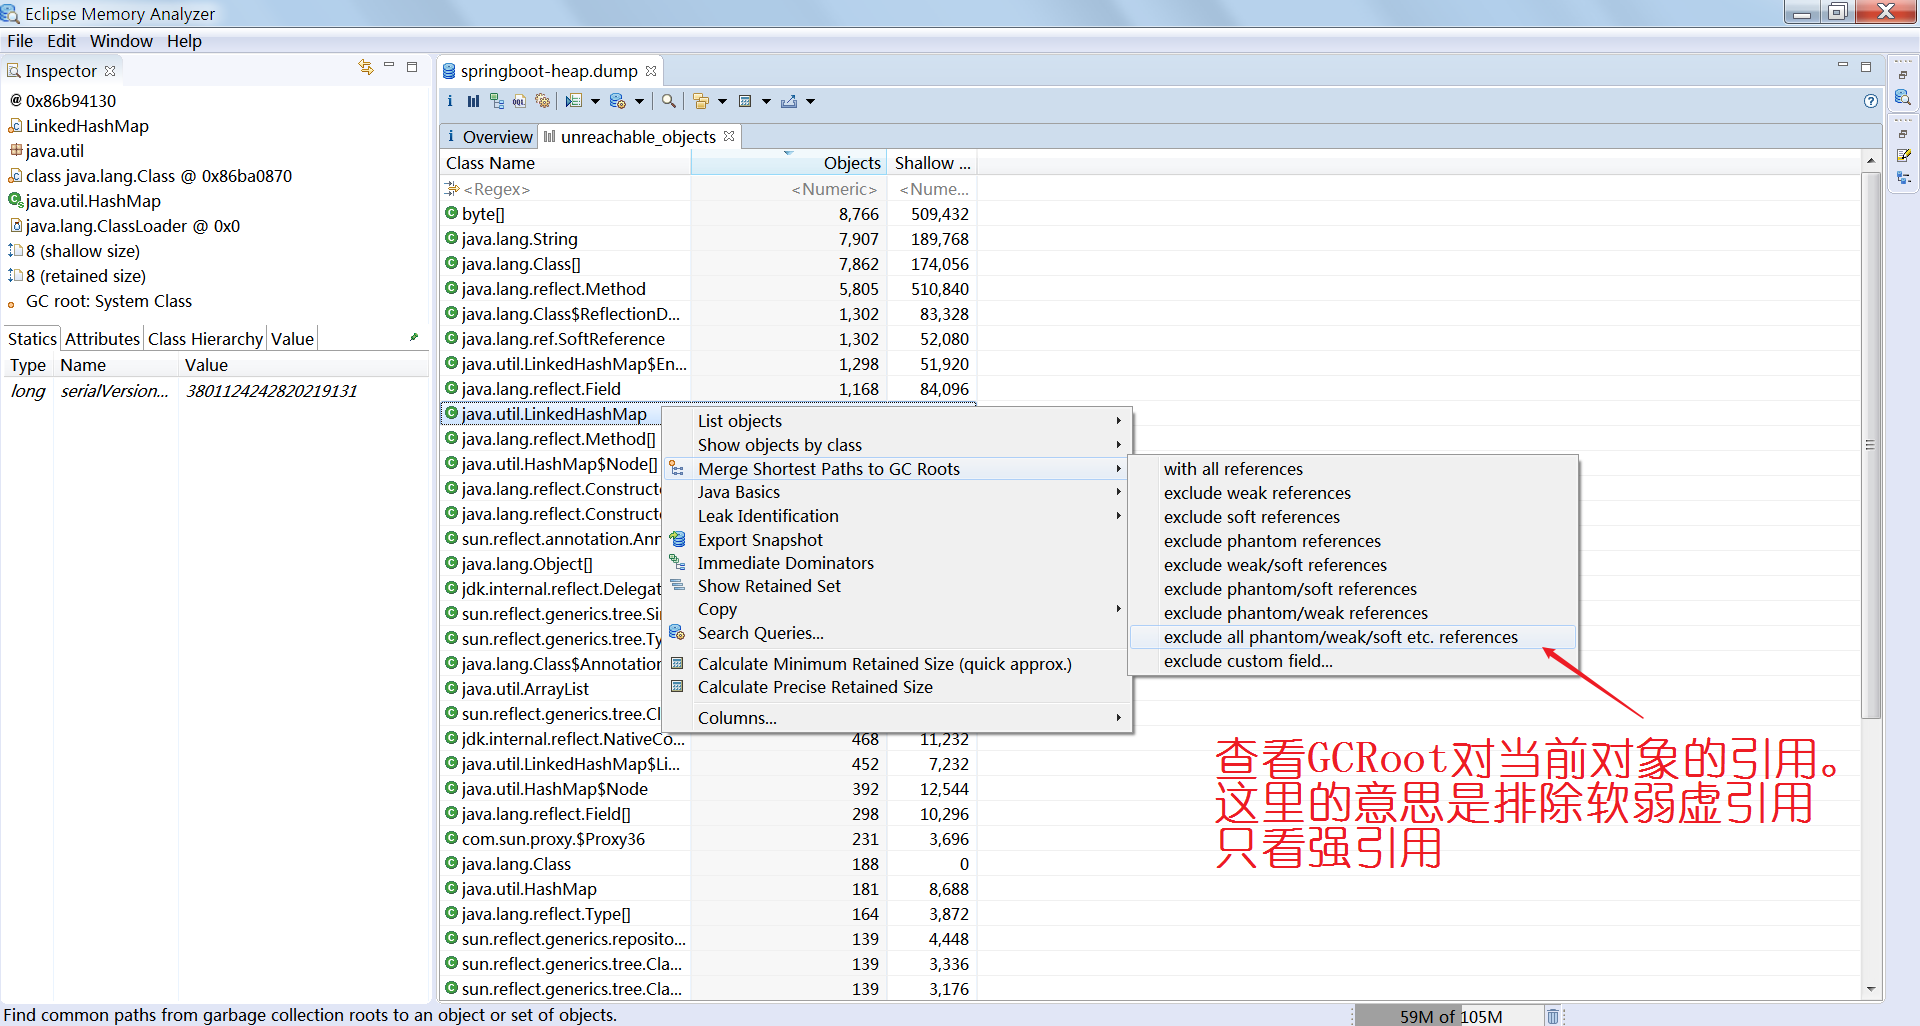 Eclipse Memory Analyzer
File Edit Window Help
Inspector
@ 0x86b94130
LinkedHashMap
java.util
class java.lang.Class @ 0x86ba0870
java.util.HashMap
java.lang.ClassLoader @ 0x0
8 (shallow size)
8 (retained size)
GC root: System Class
Statics Attributes Class Hierarchy Value
Type Name Value
long serialVersion... 3801124242820219131
springboot-heap.dump
i Overview unreachable_objects
Class Name Objects Shallow ...
<Regex> <Numeric> <Nume...
byte[] 8,766 509,432
java.lang.String 7,907 189,768
java.lang.Class[] 7,862 174,056
java.lang.reflect.Method 5,805 510,840
java.lang.Class$ReflectionD... 1,302 83,328
java.lang.ref.SoftReference 1,302 52,080
java.util.LinkedHashMap$En... 1,298 51,920
java.lang.reflect.Field 1,168 84,096
java.util.LinkedHashMap
java.lang.reflect.Method[]
java.util.HashMap$Node[]
java.lang.reflect.Constructo
java.lang.reflect.Constructo
sun.reflect.annotation.Ann
java.lang.Object[]
jdk.internal.reflect.Delegat
sun.reflect.generics.tree.Si
sun.reflect.generics.tree.Ty
java.lang.Class$Annotation
java.util.ArrayList
sun.reflect.generics.tree.Cl
jdk.internal.reflect.NativeCo... 468 11,232
java.util.LinkedHashMap$Li... 452 7,232
java.util.HashMap$Node 392 12,544
java.lang.reflect.Field[] 298 10,296
com.sun.proxy.$Proxy36 231 3,696
java.lang.Class 188 0
java.util.HashMap 181 8,688
java.lang.reflect.Type[] 164 3,872
sun.reflect.generics.reposito... 139 4,448
sun.reflect.generics.tree.Cla... 139 3,336
sun.reflect.generics.tree.Cla... 139 3,176
List objects
Show objects by class
Merge Shortest Paths to GC Roots
Java Basics
Leak Identification
Export Snapshot
Immediate Dominators
Show Retained Set
Copy
Search Queries...
Calculate Minimum Retained Size (quick approx.)
Calculate Precise Retained Size
Columns...
with all references
exclude weak references
exclude soft references
exclude phantom references
exclude weak/soft references
exclude phantom/soft references
exclude phantom/weak references
exclude all phantom/weak/soft etc. references
exclude custom field...
查看GCRoot对当前对象的引用。
这里的意思是排除软弱虚引用
只看强引用
Find common paths from garbage collection roots to an object or set of objects.
59M of 105M